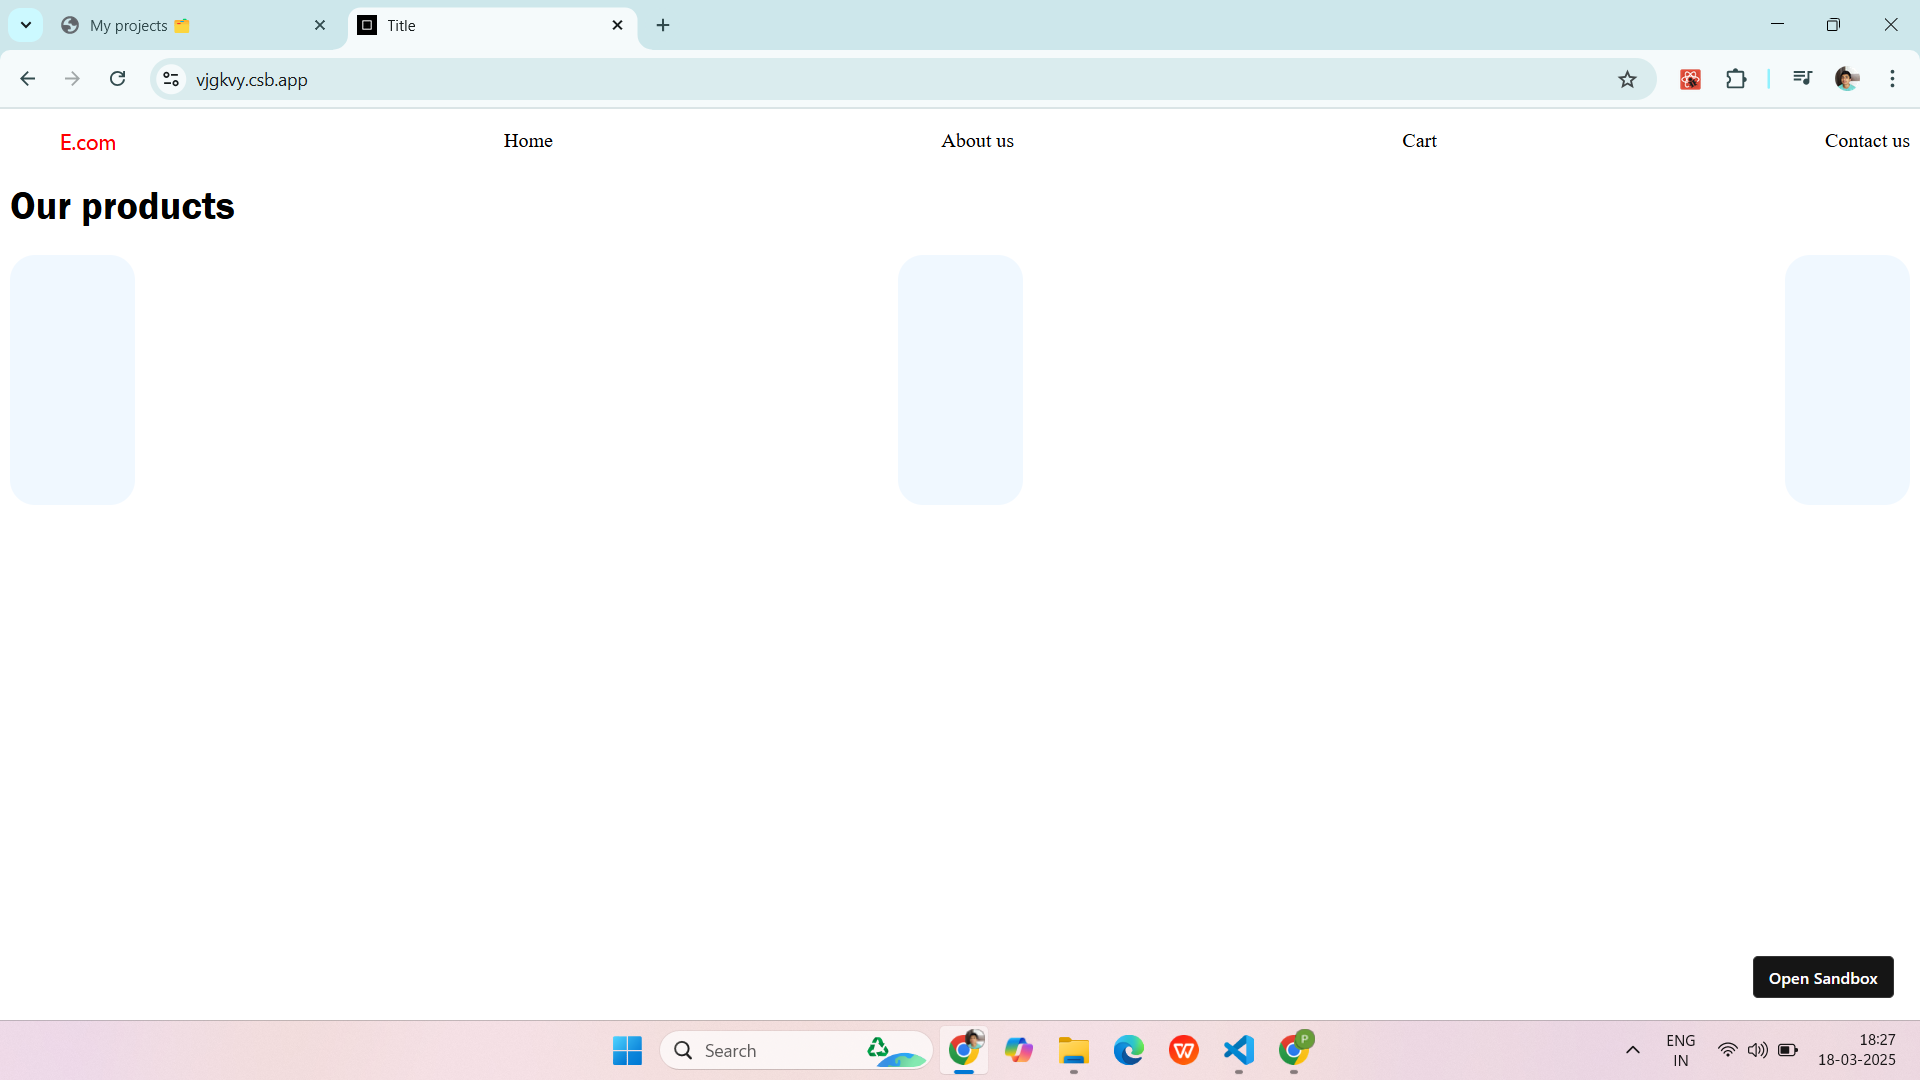 My projects
Title
vjgkvy.csb.app
E.com
Home
About us
Cart
Contact us
Our products
Open Sandbox
Search
P
ENG
IN
18:27
18-03-2025